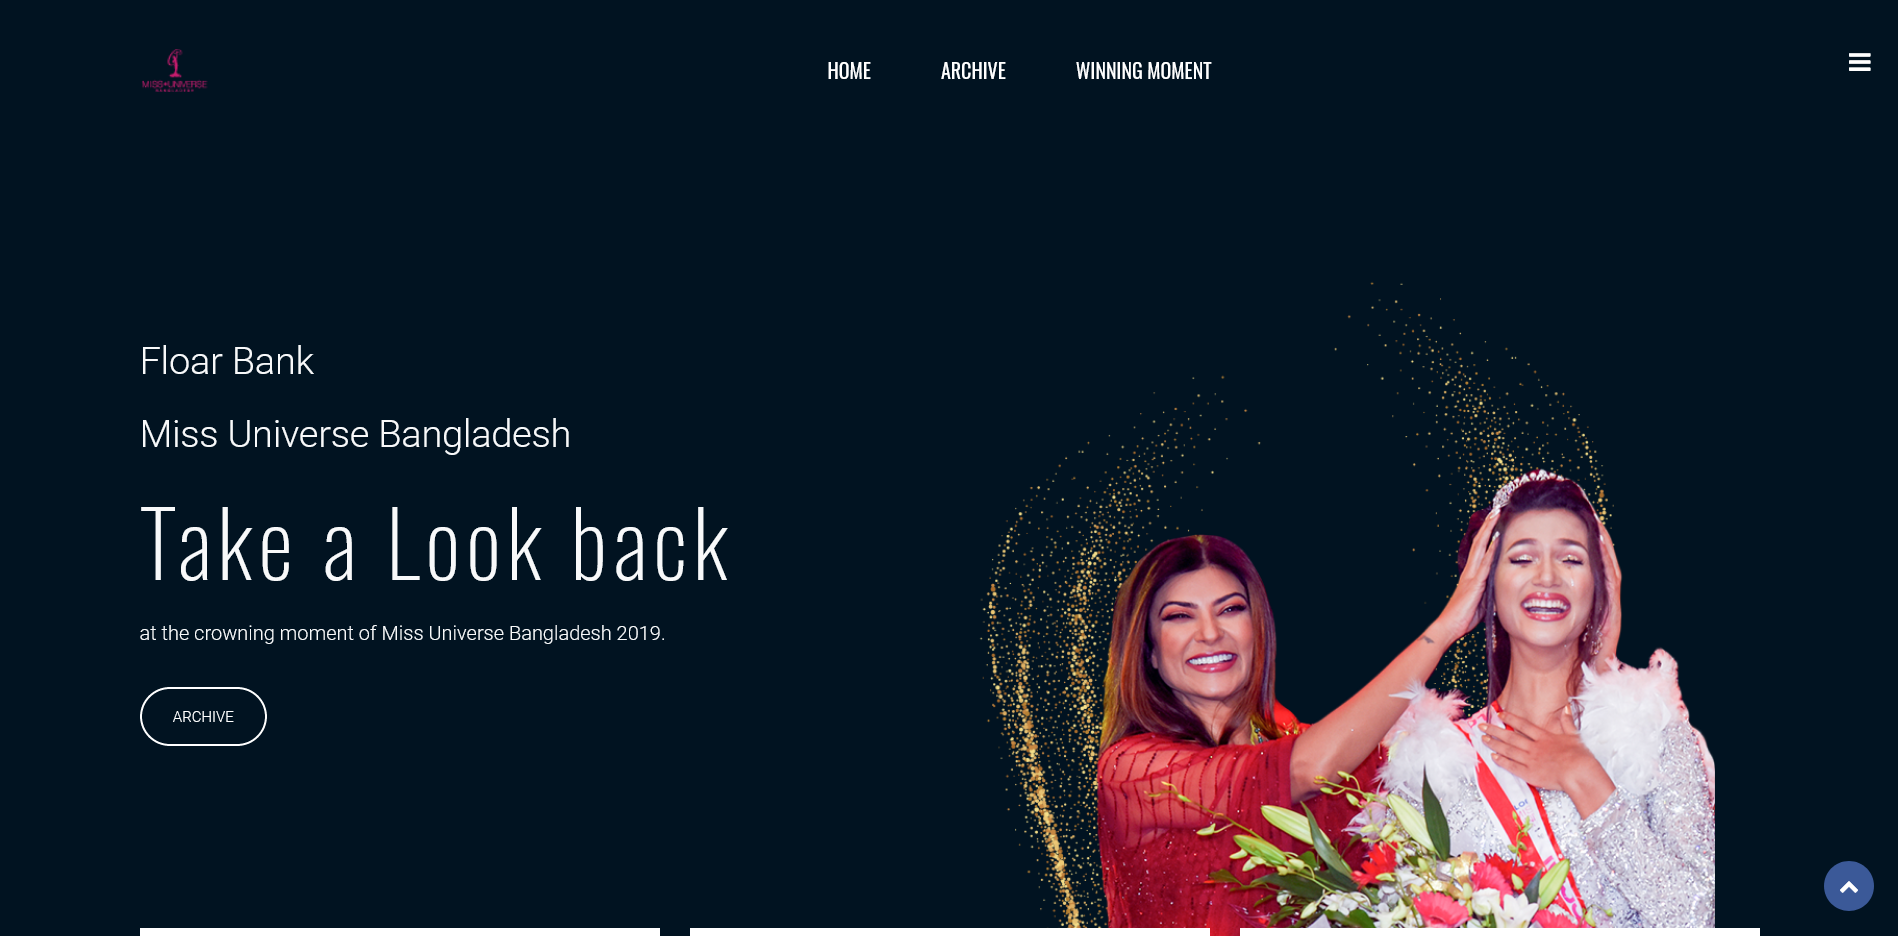 MISS UNIVERSE
BANGLADESH
HOME
ARCHIVE
WINNING MOMENT
Floar Bank
Miss Universe Bangladesh
Take a Look back
at the crowning moment of Miss Universe Bangladesh 2019.
ARCHIVE